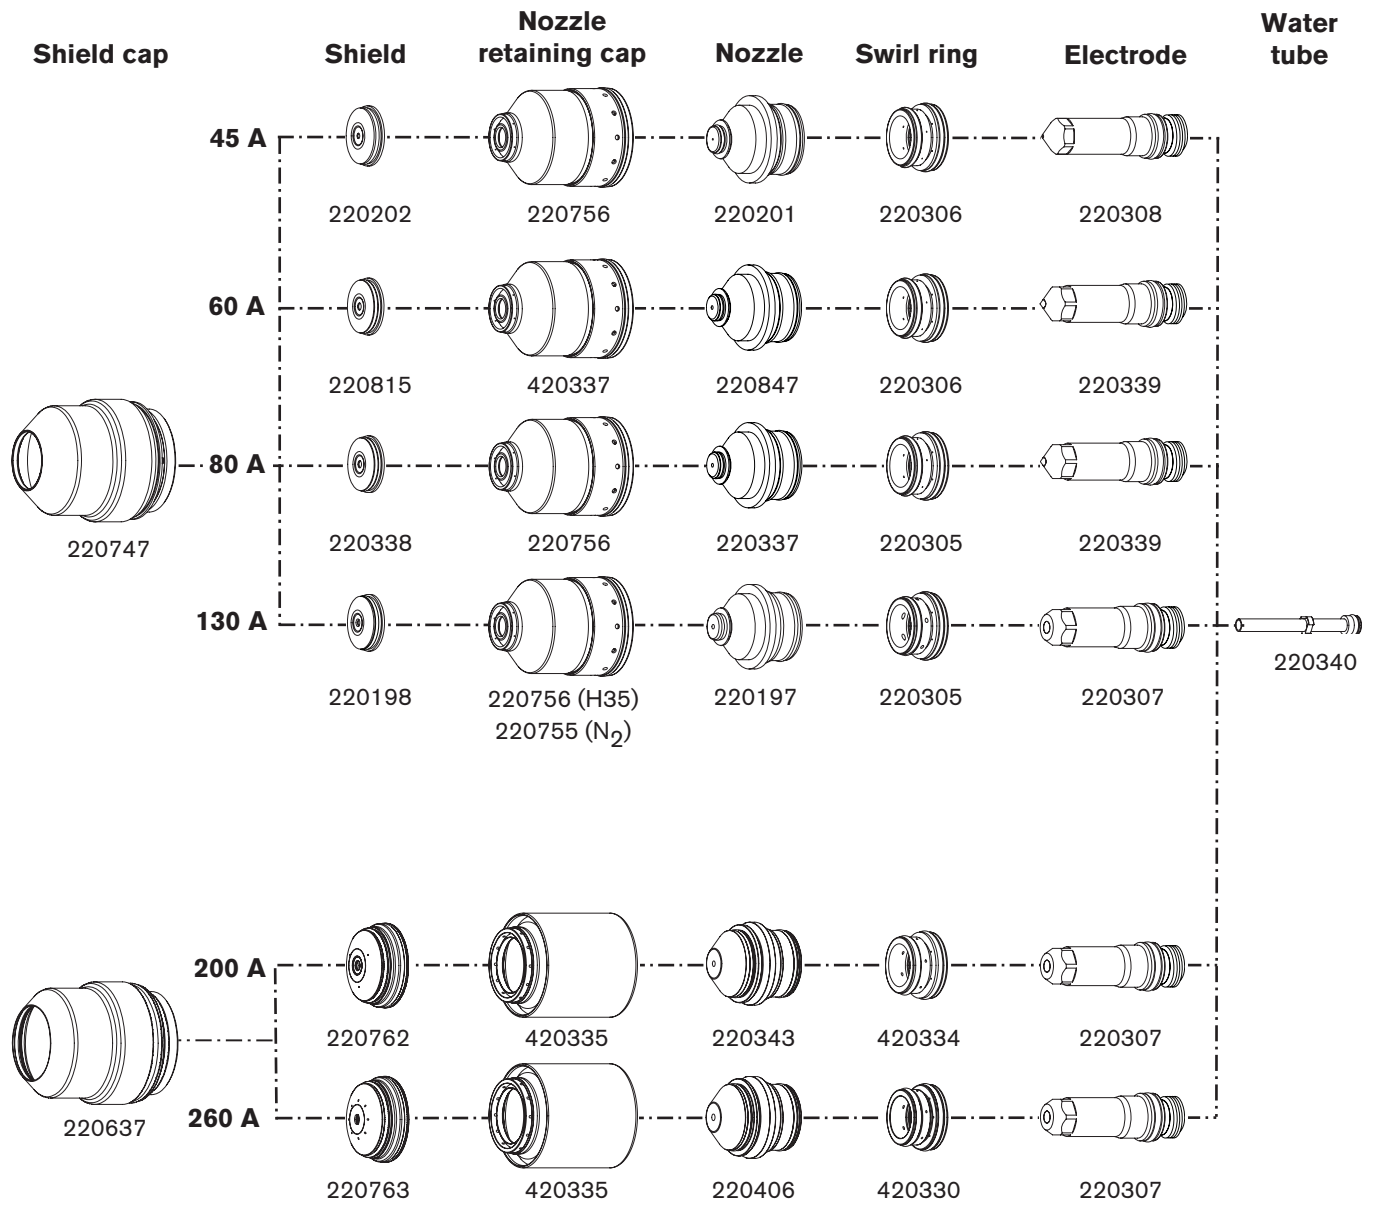 Shield cap
Shield
Nozzle
retaining cap
Nozzle
Swirl ring
Electrode
Water
tube
45 A
220202
220756
220201
220306
220308
60 A
220815
420337
220847
220306
220339
80 A
220747
220338
220756
220337
220305
220339
130 A
220198
220756 (H35)
220755 (N2)
220197
220305
220307
220340
200 A
220762
420335
220343
420334
220307
220637
260 A
220763
420335
220406
420330
220307